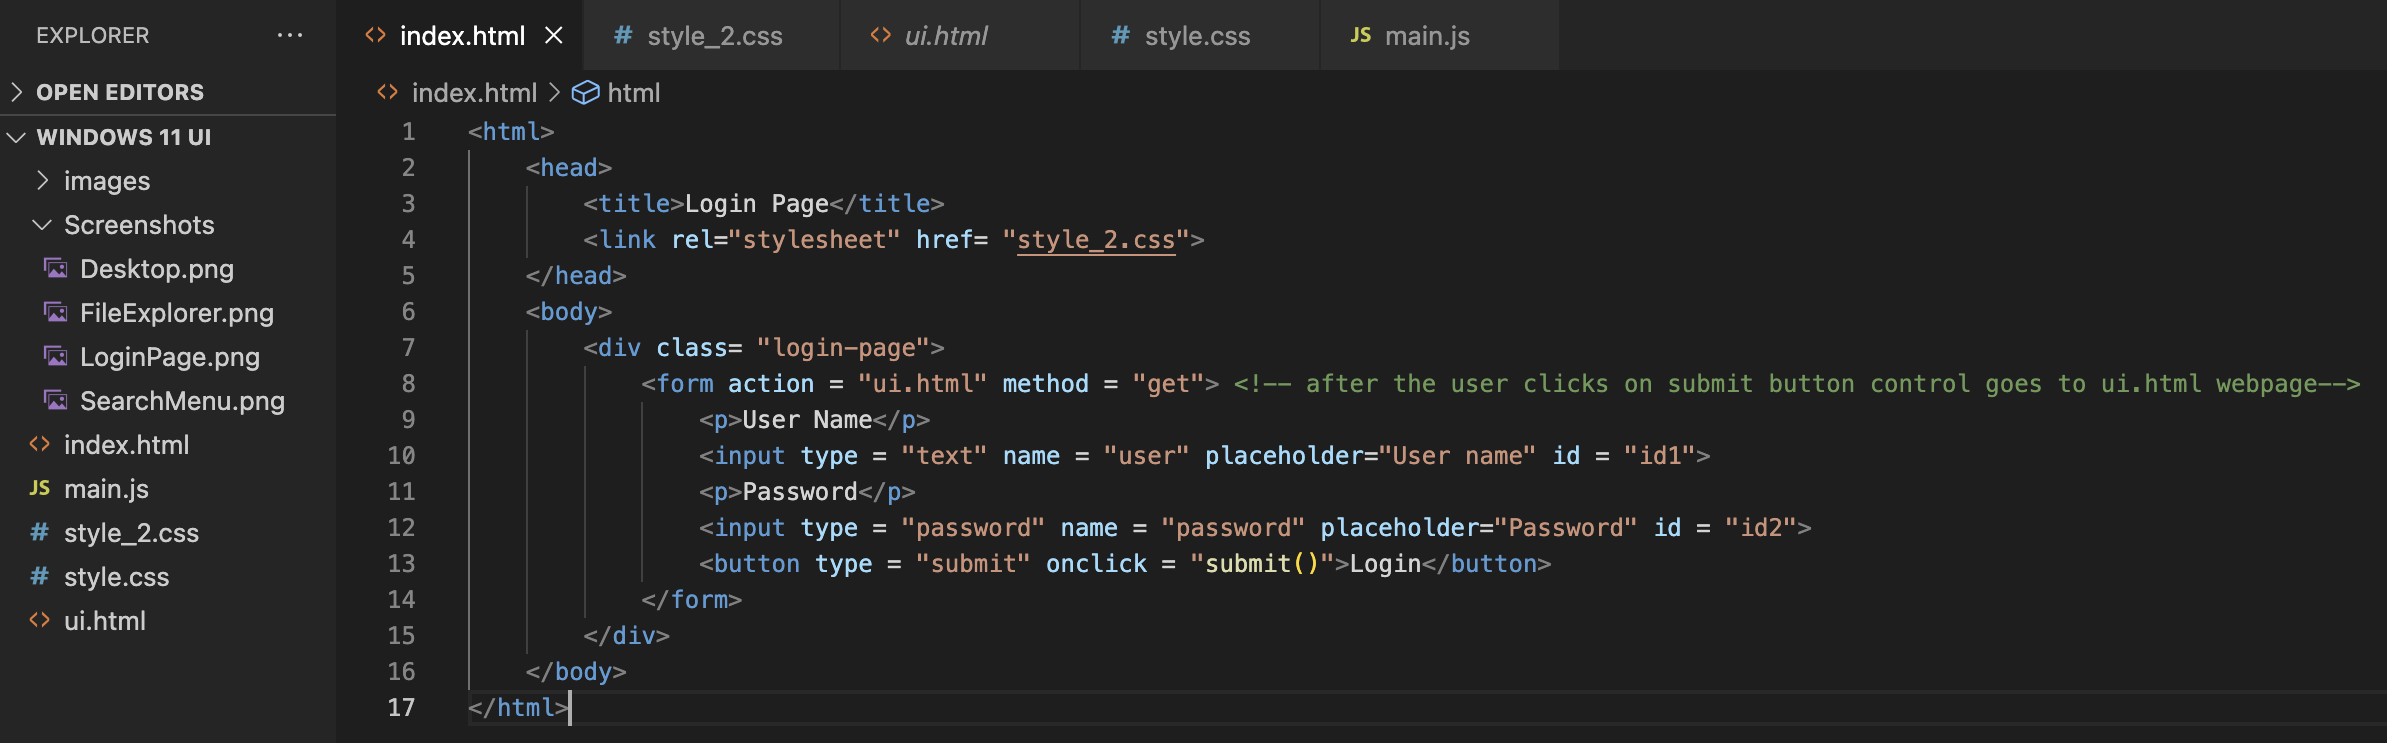 EXPLORER ...
OPEN EDITORS
WINDOWS 11 UI
images
Screenshots
Desktop.png
FileExplorer.png
LoginPage.png
SearchMenu.png
index.html
JS main.js
# style_2.css
# style.css
ui.html
index.html # style_2.css ui.html # style.css JS main.js
index.html > html
1 <html>
2 <head>
3 <title>Login Page</title>
4 <link rel="stylesheet" href= "style_2.css">
5 </head>
6 <body>
7 <div class= "login-page">
8 <form action = "ui.html" method = "get"> <!-- after the user clicks on submit button control goes to ui.html webpage-->
9 <p>User Name</p>
10 <input type = "text" name = "user" placeholder="User name" id = "id1">
11 <p>Password</p>
12 <input type = "password" name = "password" placeholder="Password" id = "id2">
13 <button type = "submit" onclick = "submit()">Login</button>
14 </form>
15 </div>
16 </body>
17 </html>